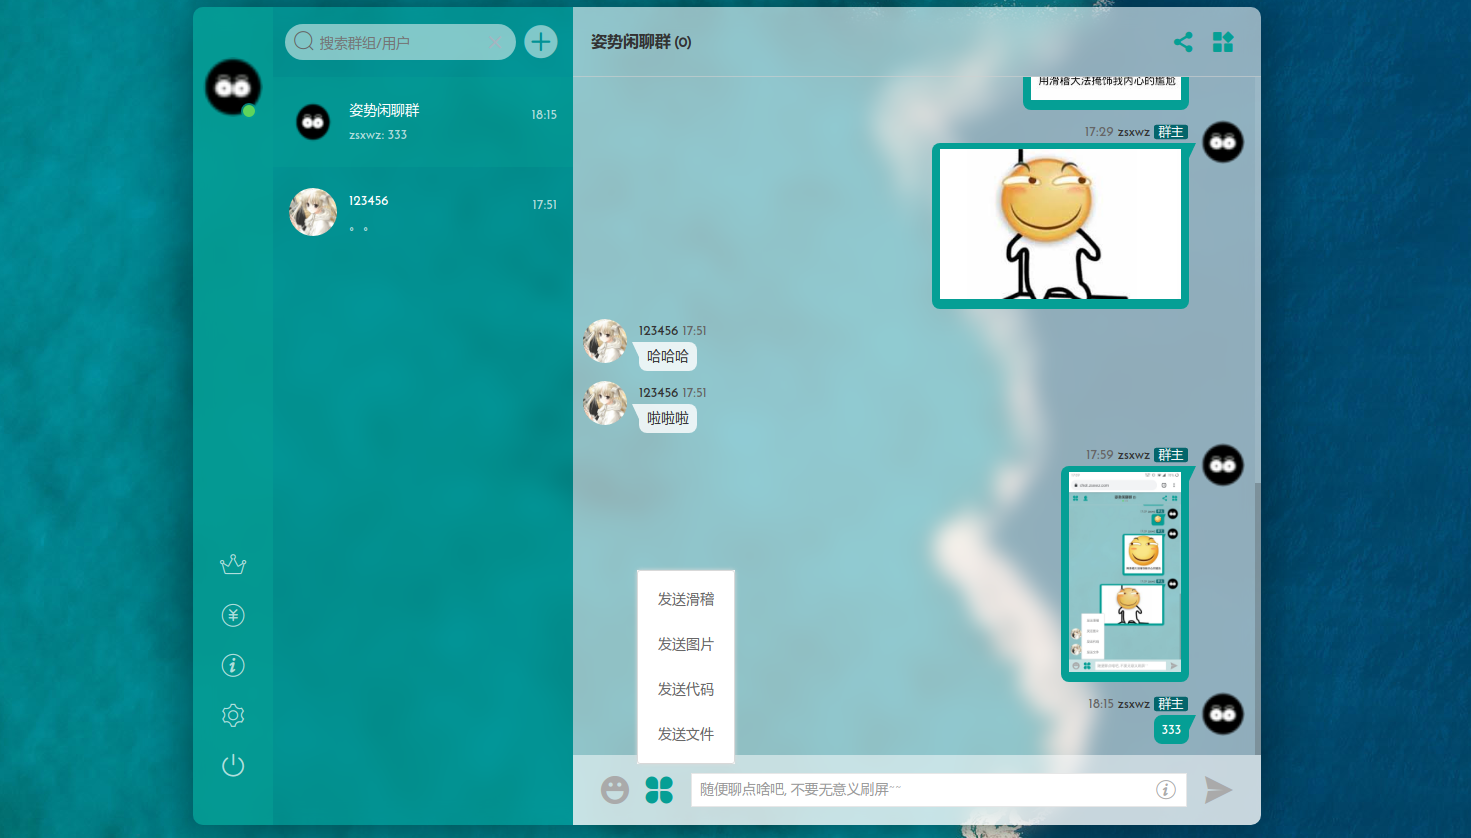 搜索群组/用户
姿势闲聊群
18:15
zsxwz: 333
123456
17:51
。。
姿势闲聊群 (0)
用滑稽大法掩饰我内心的尴尬
17:29 zsxwz 群主
123456 17:51
哈哈哈
123456 17:51
啦啦啦
17:59 zsxwz 群主
18:15 zsxwz 群主
333
发送滑稽
发送图片
发送代码
发送文件
随便聊点啥吧, 不要无意义刷屏~~